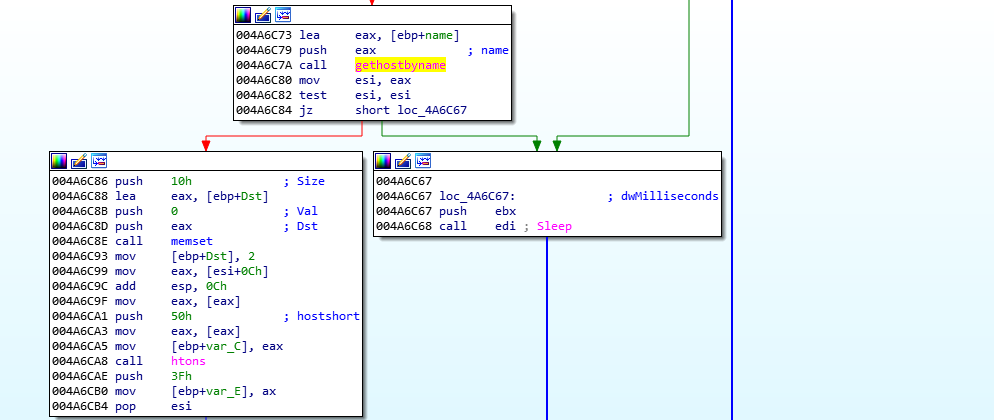 004A6C73 lea eax, [ebp+name]
004A6C79 push eax ; name
004A6C7A call gethostbyname
004A6C80 mov esi, eax
004A6C82 test esi, esi
004A6C84 jz short loc_4A6C67
004A6C86 push 10h ; Size
004A6C88 lea eax, [ebp+Dst]
004A6C8B push 0 ; Val
004A6C8D push eax ; Dst
004A6C8E call memset
004A6C93 mov [ebp+Dst], 2
004A6C99 mov eax, [esi+0Ch]
004A6C9C add esp, 0Ch
004A6C9F mov eax, [eax]
004A6CA1 push 50h ; hostshort
004A6CA3 mov eax, [eax]
004A6CA5 mov [ebp+var_C], eax
004A6CA8 call htons
004A6CAE push 3Fh
004A6CB0 mov [ebp+var_E], ax
004A6CB4 pop esi
004A6C67
004A6C67 loc_4A6C67: ; dwMilliseconds
004A6C67 push ebx
004A6C68 call edi ; Sleep